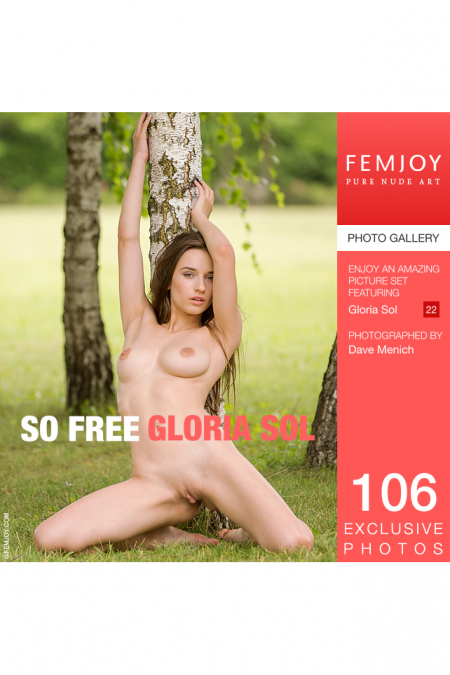 FEMJOY
PURE NUDE ART
PHOTO GALLERY
ENJOY AN AMAZING
PICTURE SET
FEATURING
Gloria Sol 22
PHOTOGRAPHED BY
Dave Menich
SO FREE GLORIA SOL
106
EXCLUSIVE
PHOTOS
©FEMJOY.COM